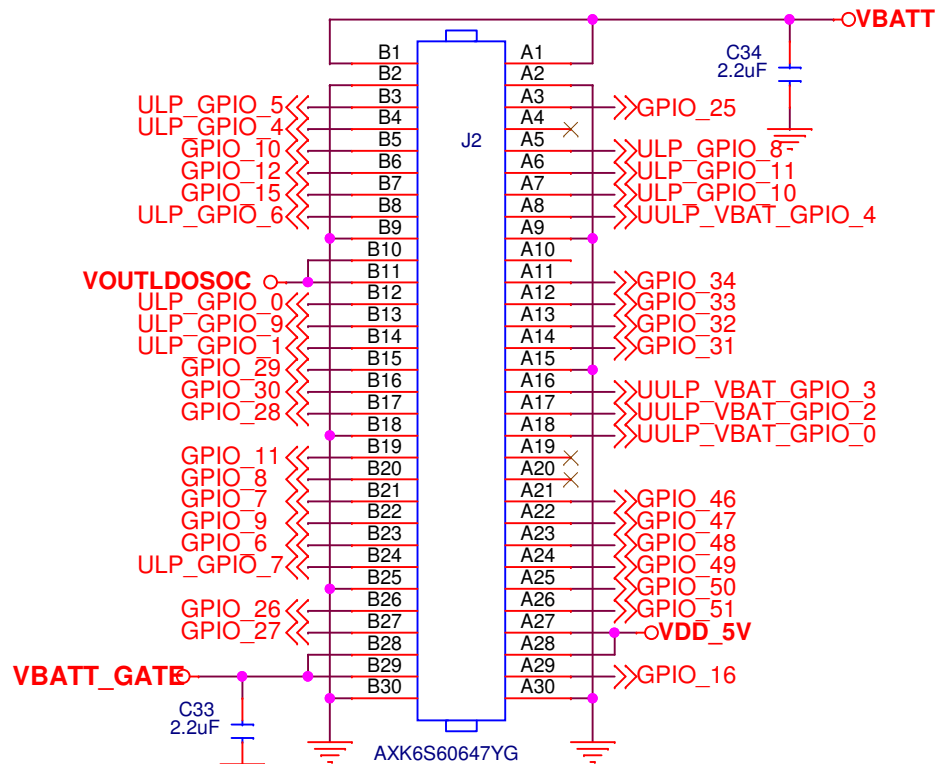 VBATT
C34
2.2uF
B1 A1
B2 A2
ULP_GPIO_5 B3 A3 GPIO_25
ULP_GPIO_4 B4 A4
J2
GPIO_10 B5 A5 ULP_GPIO_8
GPIO_12 B6 A6 ULP_GPIO_11
GPIO_15 B7 A7 ULP_GPIO_10
ULP_GPIO_6 B8 A8 UULP_VBAT_GPIO_4
B9 A9
B10 A10
VOUTLDOSOC B11 A11 GPIO_34
ULP_GPIO_0 B12 A12 GPIO_33
ULP_GPIO_9 B13 A13 GPIO_32
ULP_GPIO_1 B14 A14 GPIO_31
GPIO_29 B15 A15
GPIO_30 B16 A16 UULP_VBAT_GPIO_3
GPIO_28 B17 A17 UULP_VBAT_GPIO_2
B18 A18 UULP_VBAT_GPIO_0
GPIO_11 B19 A19
GPIO_8 B20 A20
GPIO_7 B21 A21 GPIO_46
GPIO_9 B22 A22 GPIO_47
GPIO_6 B23 A23 GPIO_48
ULP_GPIO_7 B24 A24 GPIO_49
B25 A25 GPIO_50
GPIO_26 B26 A26 GPIO_51
GPIO_27 B27 A27 VDD_5V
B28 A28
VBATT_GATE B29 A29 GPIO_16
B30 A30
C33
2.2uF
AXK6S60647YG